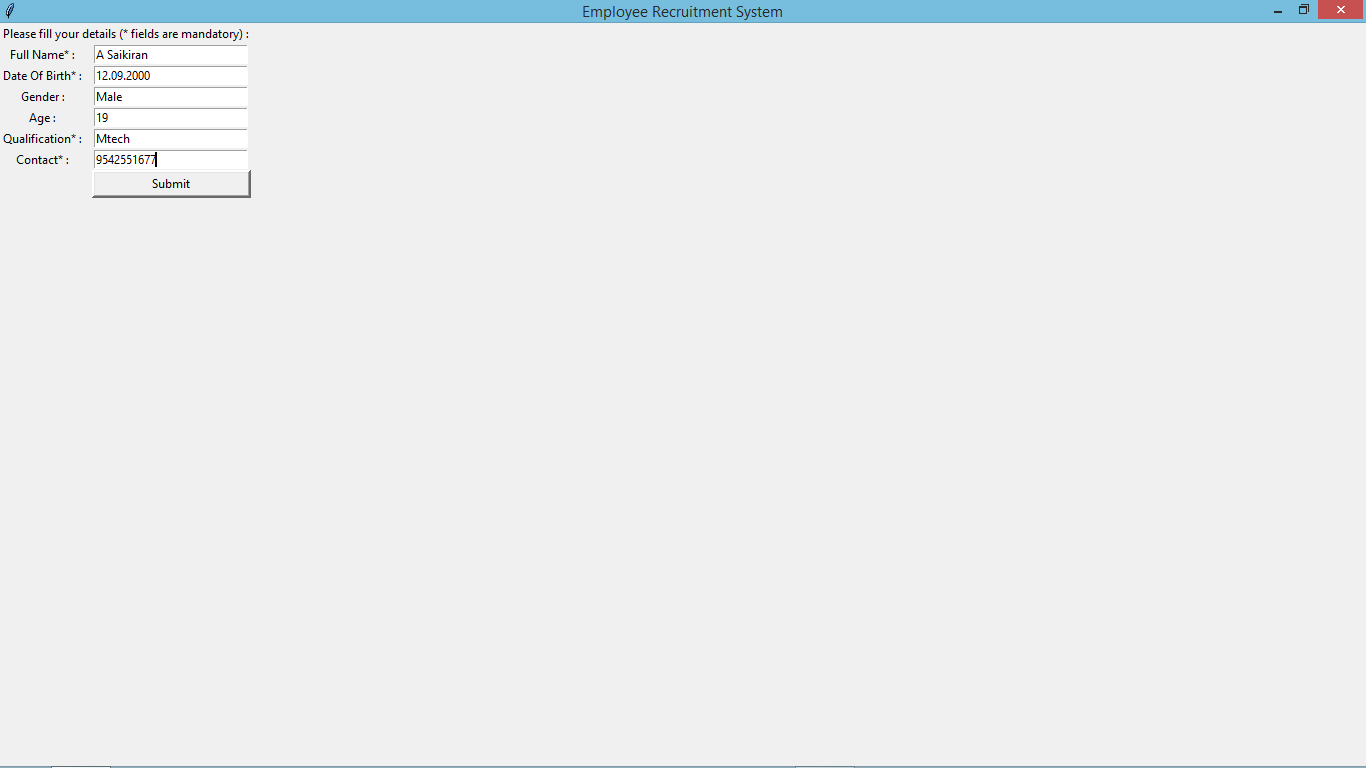 Employee Recruitment System
Please fill your details (* fields are mandatory) :
Full Name* : A Saikiran
Date Of Birth* : 12.09.2000
Gender : Male
Age : 19
Qualification* : Mtech
Contact* : 9542551677
Submit